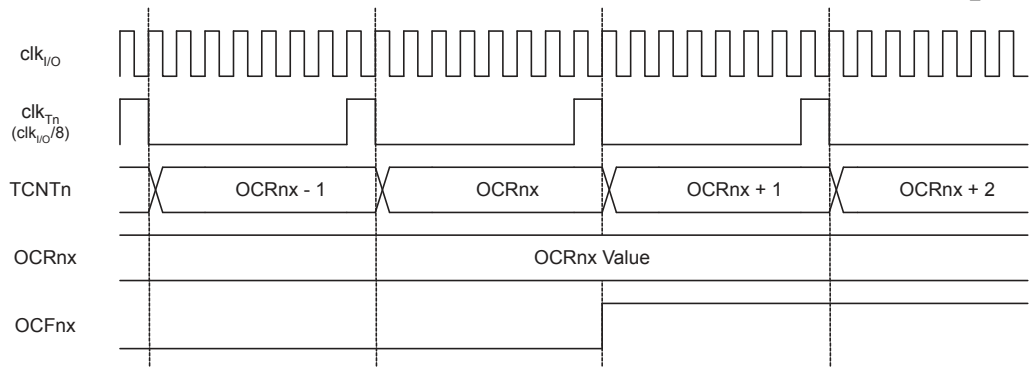 clkI/O
clkTn
(clkI/O/8)
TCNTn OCRnx - 1 OCRnx OCRnx + 1 OCRnx + 2
OCRnx OCRnx Value
OCFnx